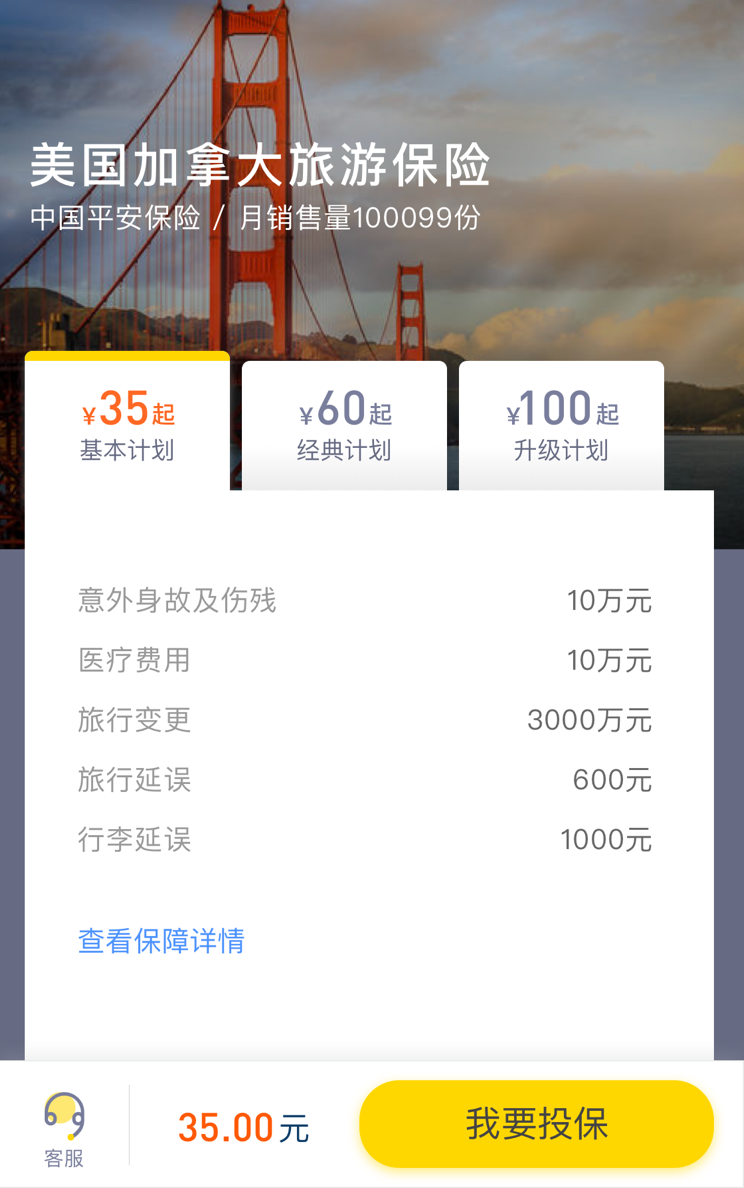 美国加拿大旅游保险
中国平安保险 / 月销售量100099份
¥35起
基本计划
¥60起
经典计划
¥100起
升级计划
意外身故及伤残 10万元
医疗费用 10万元
旅行变更 3000万元
旅行延误 600元
行李延误 1000元
查看保障详情
客服
35.00元
我要投保